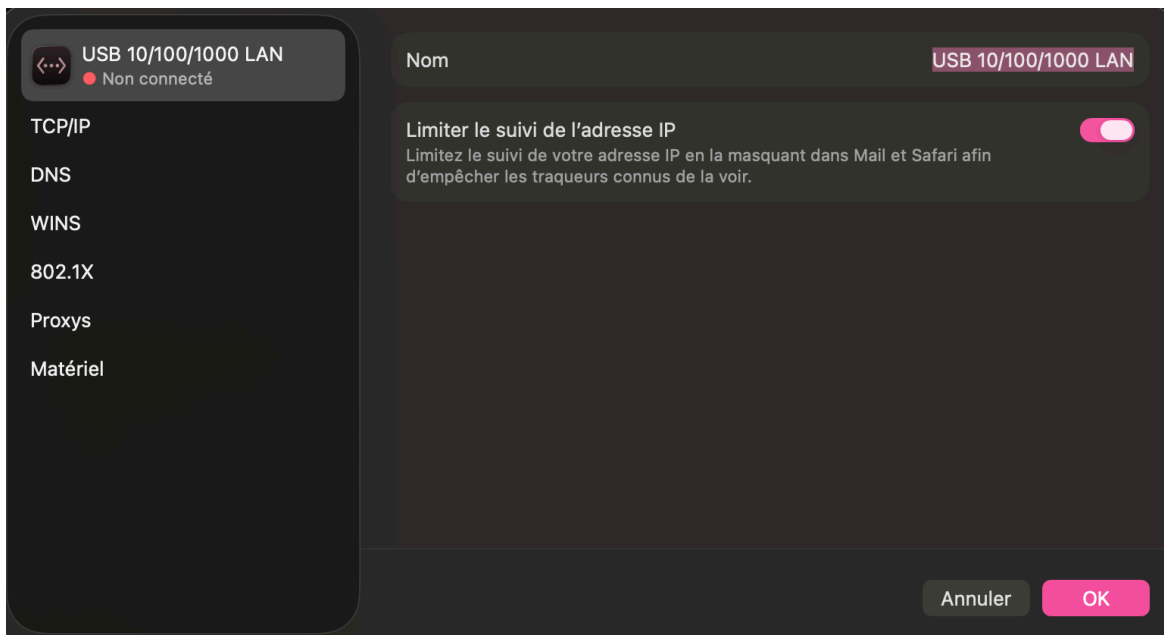 USB 10/100/1000 LAN
Non connecté
TCP/IP
DNS
WINS
802.1X
Proxys
Matériel
Nom
USB 10/100/1000 LAN
Limiter le suivi de l’adresse IP
Limitez le suivi de votre adresse IP en la masquant dans Mail et Safari afin
d’empêcher les traqueurs connus de la voir.
Annuler
OK